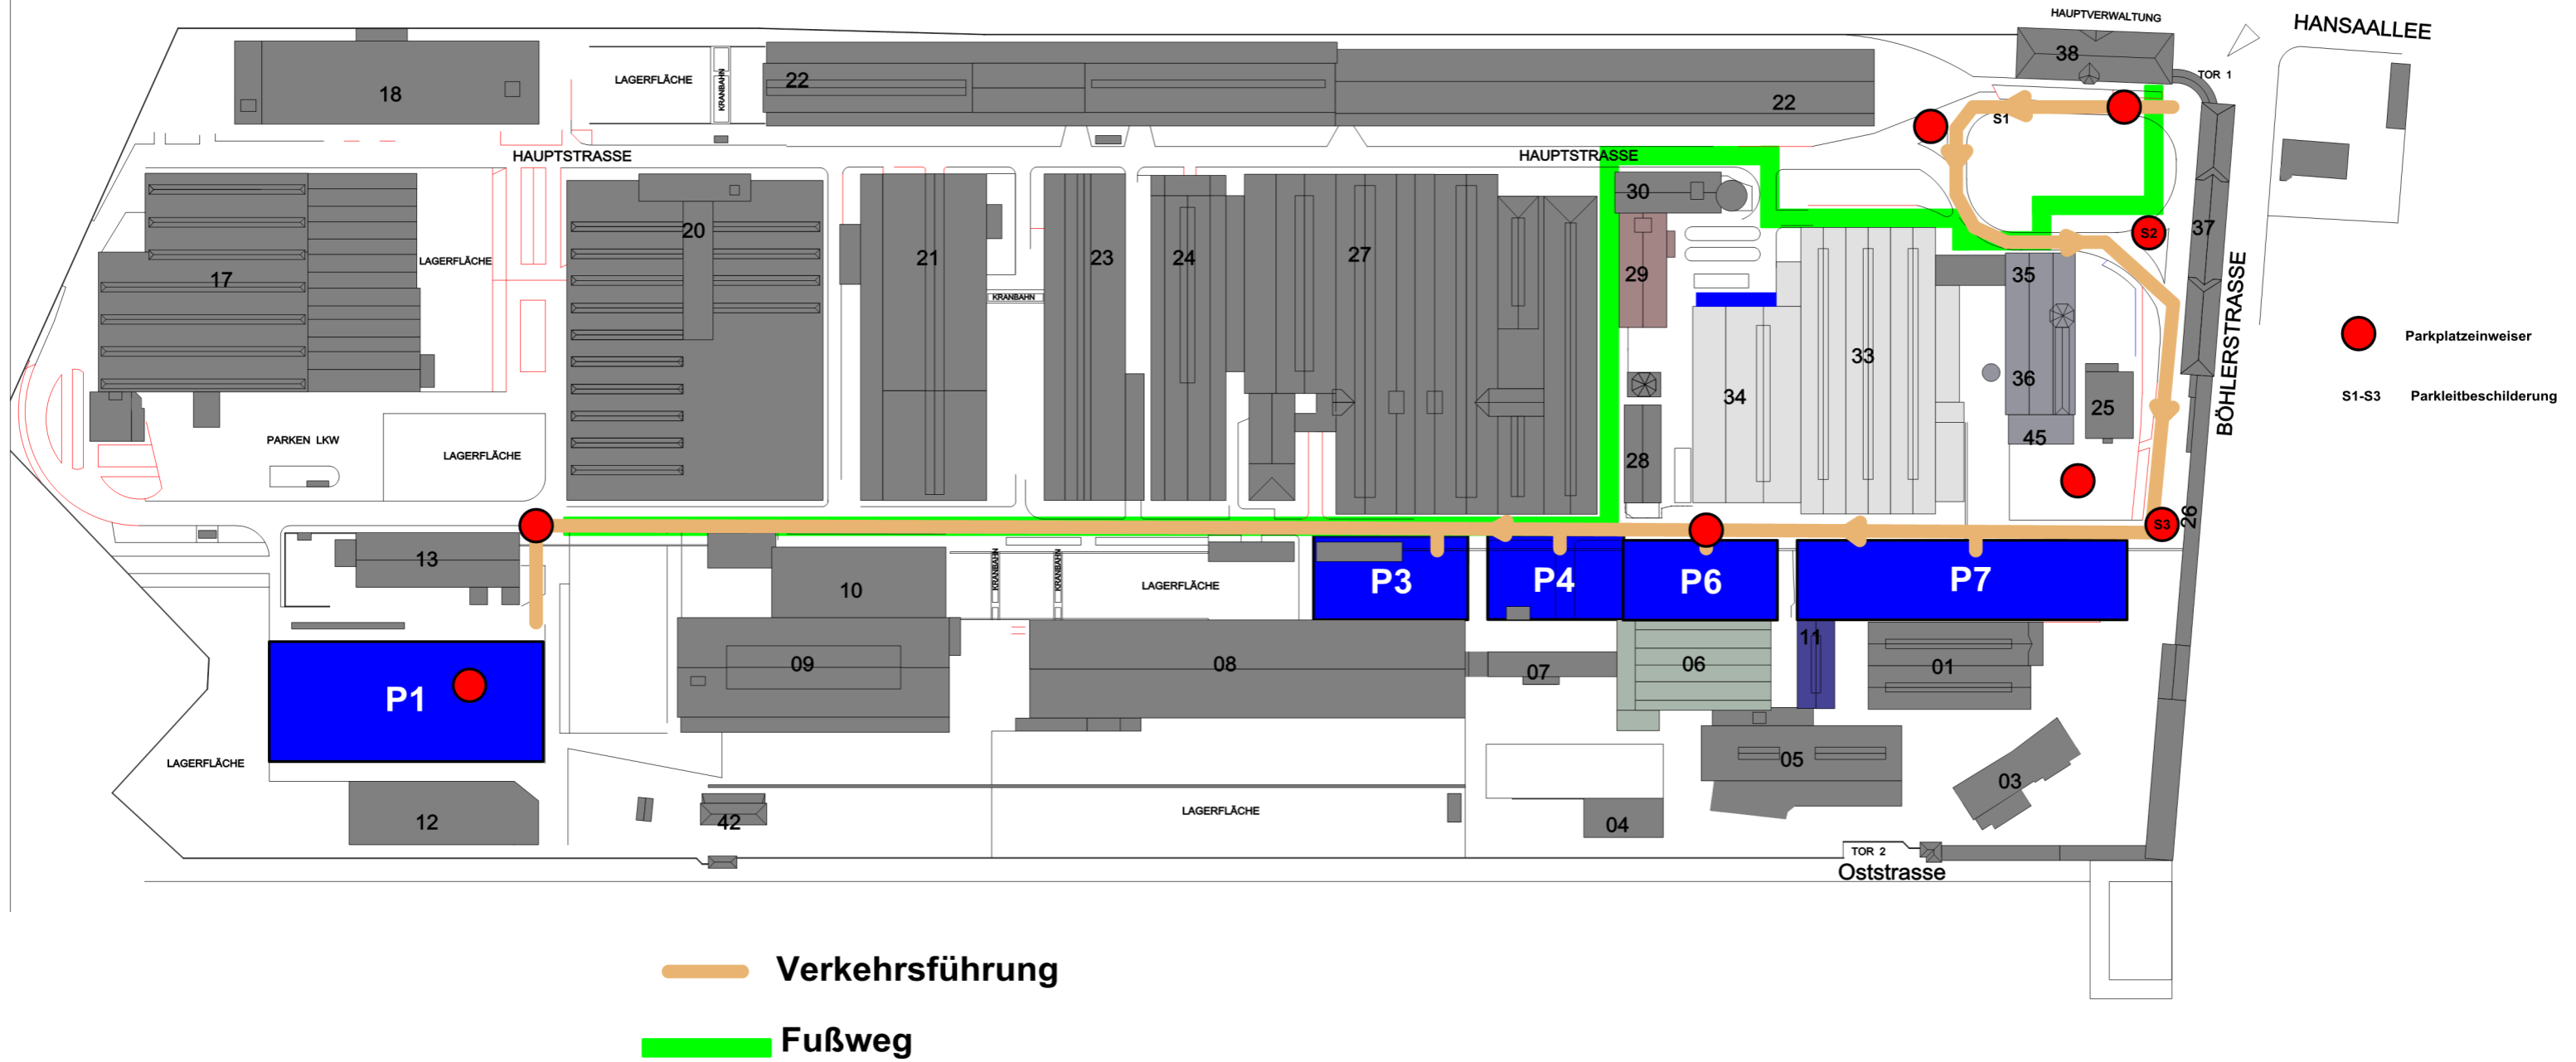 HAUPTVERWALTUNG
HANSAALLEE
38
TOR 1
18
LAGERFLÄCHE
KRANBAHN
22
22
S1
HAUPTSTRASSE
HAUPTSTRASSE
30
20
37
S2
17
LAGERFLÄCHE
21
23
24
27
29
35
KRANBAHN
BÖHLERSTRASSE
Parkplatzeinweiser
33
36
34
S1-S3 Parkleitbeschilderung
25
PARKEN LKW
LAGERFLÄCHE
45
28
S3
26
13
10
KRANBAHN
KRANBAHN
LAGERFLÄCHE
P3
P4
P6
P7
11
09
08
07
06
01
P1
LAGERFLÄCHE
05
03
12
42
LAGERFLÄCHE
04
TOR 2
Oststrasse
Verkehrsführung
Fußweg